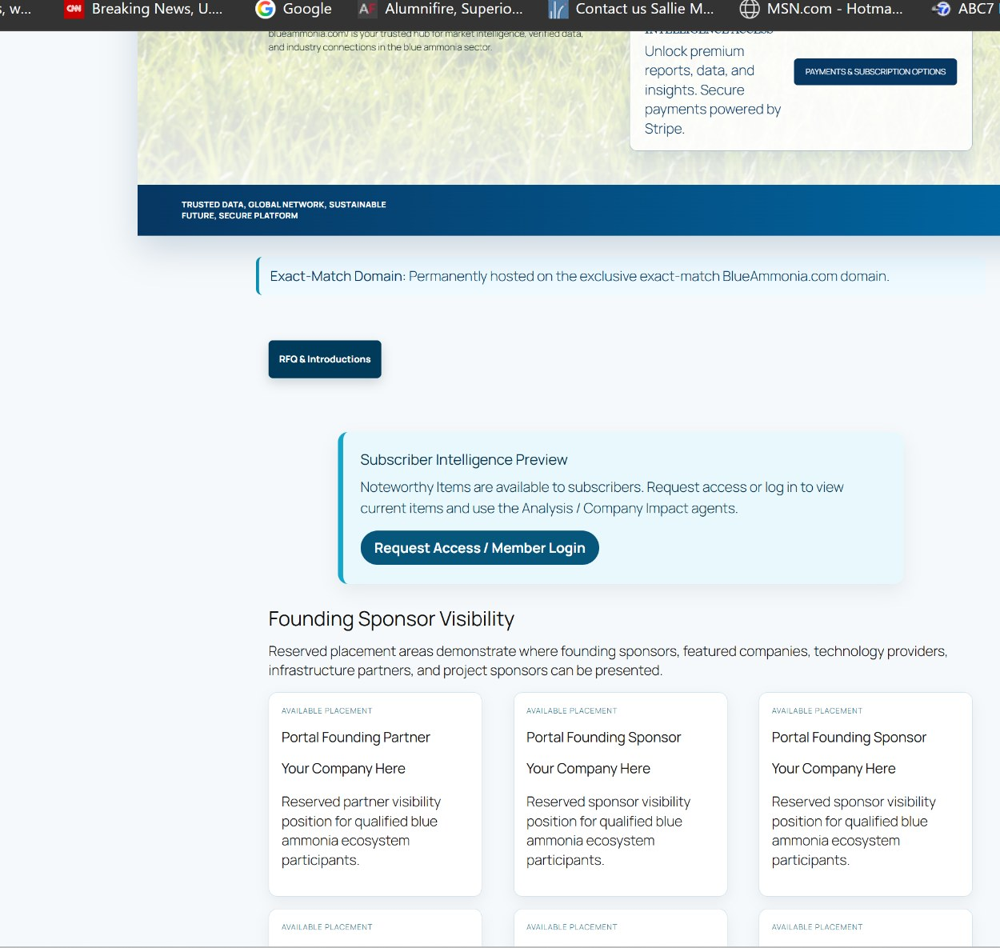 s, w...
CNN
Breaking News, U....
Google
AF
Alumnifire, Superio...
Contact us Sallie M...
MSN.com - Hotma...
7
ABC7
blueammonia.com/ is your trusted hub for market intelligence, verified data,
and industry connections in the blue ammonia sector.
INTELLIGENCE ACCESS
Unlock premium
reports, data, and
insights. Secure
payments powered by
Stripe.
PAYMENTS & SUBSCRIPTION OPTIONS
TRUSTED DATA, GLOBAL NETWORK, SUSTAINABLE
FUTURE, SECURE PLATFORM
Exact-Match Domain: Permanently hosted on the exclusive exact-match BlueAmmonia.com domain.
RFQ & Introductions
Subscriber Intelligence Preview
Noteworthy Items are available to subscribers. Request access or log in to view
current items and use the Analysis / Company Impact agents.
Request Access / Member Login
Founding Sponsor Visibility
Reserved placement areas demonstrate where founding sponsors, featured companies, technology providers,
infrastructure partners, and project sponsors can be presented.
AVAILABLE PLACEMENT
Portal Founding Partner
Your Company Here
Reserved partner visibility
position for qualified blue
ammonia ecosystem
participants.
AVAILABLE PLACEMENT
Portal Founding Sponsor
Your Company Here
Reserved sponsor visibility
position for qualified blue
ammonia ecosystem
participants.
AVAILABLE PLACEMENT
Portal Founding Sponsor
Your Company Here
Reserved sponsor visibility
position for qualified blue
ammonia ecosystem
participants.
AVAILABLE PLACEMENT
AVAILABLE PLACEMENT
AVAILABLE PLACEMENT